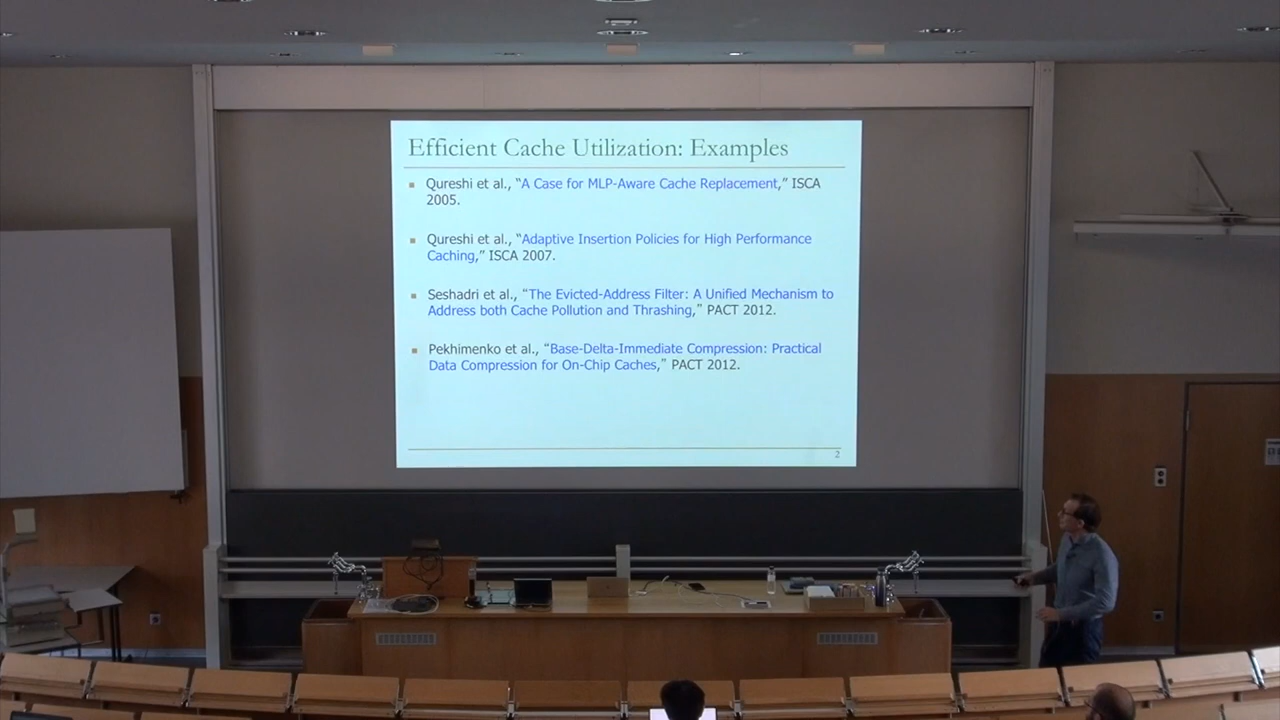 Efficient Cache Utilization: Examples
Qureshi et al., “A Case for MLP-Aware Cache Replacement,” ISCA
2005.
Qureshi et al., “Adaptive Insertion Policies for High Performance
Caching,” ISCA 2007.
Seshadri et al., “The Evicted-Address Filter: A Unified Mechanism to
Address both Cache Pollution and Thrashing,” PACT 2012.
Pekhimenko et al., “Base-Delta-Immediate Compression: Practical
Data Compression for On-Chip Caches,” PACT 2012.
2